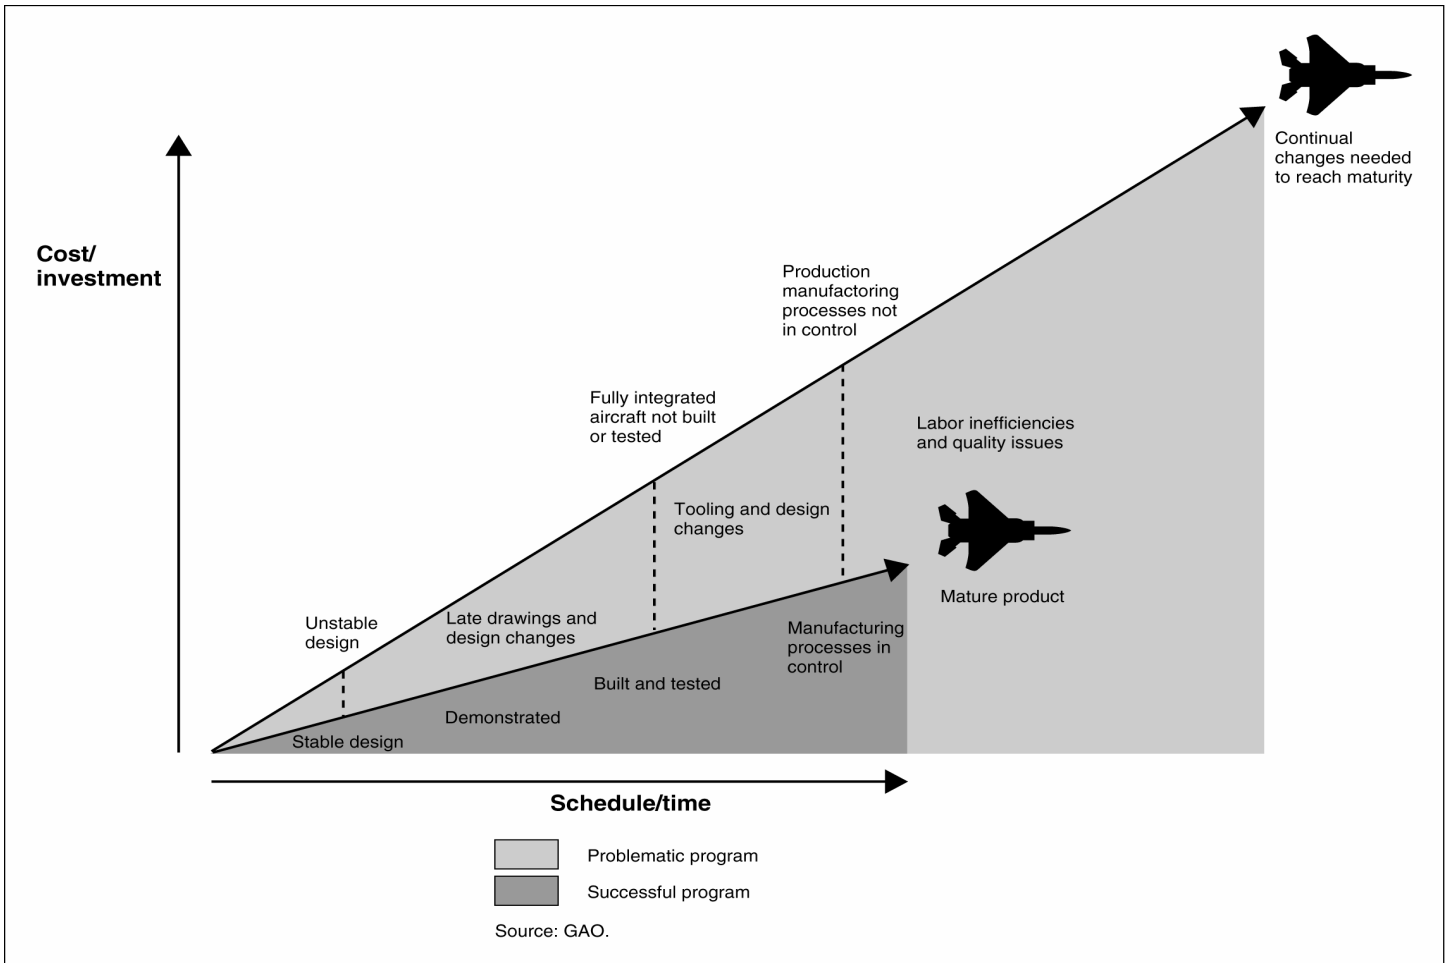 Continual
changes needed
to reach maturity
Cost/
investment
Production
manufactoring
processes not
in control
Fully integrated
aircraft not built
or tested
Labor inefficiencies
and quality issues
Tooling and design
changes
Mature product
Unstable
design
Late drawings and
design changes
Manufacturing
processes in
control
Built and tested
Demonstrated
Stable design
Schedule/time
Problematic program
Successful program
Source: GAO.